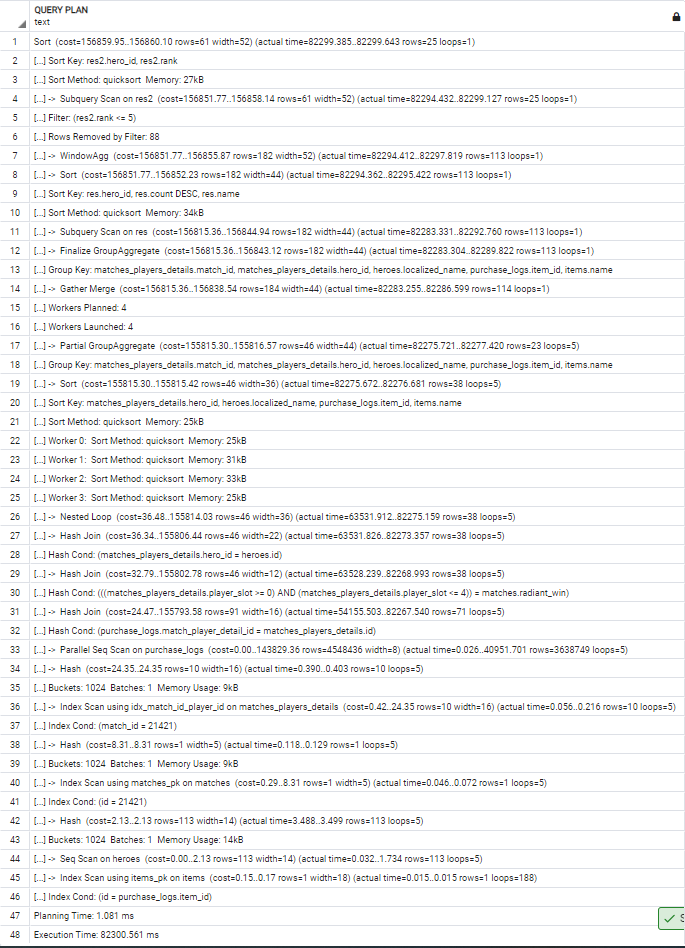 QUERY PLAN
text
1 Sort (cost=156859.95..156860.10 rows=61 width=52) (actual time=82299.385..82299.643 rows=25 loops=1)
2 [...] Sort Key: res2.hero_id, res2.rank
3 [...] Sort Method: quicksort Memory: 27kB
4 [...] -> Subquery Scan on res2 (cost=156851.77..156858.14 rows=61 width=52) (actual time=82294.432..82299.127 rows=25 loops=1)
5 [...] Filter: (res2.rank <= 5)
6 [...] Rows Removed by Filter: 88
7 [...] -> WindowAgg (cost=156851.77..156855.87 rows=182 width=52) (actual time=82294.412..82297.819 rows=113 loops=1)
8 [...] -> Sort (cost=156851.77..156852.23 rows=182 width=44) (actual time=82294.362..82295.422 rows=113 loops=1)
9 [...] Sort Key: res.hero_id, res.count DESC, res.name
10 [...] Sort Method: quicksort Memory: 34kB
11 [...] -> Subquery Scan on res (cost=156815.36..156844.94 rows=182 width=44) (actual time=82283.331..82292.760 rows=113 loops=1)
12 [...] -> Finalize GroupAggregate (cost=156815.36..156843.12 rows=182 width=44) (actual time=82283.304..82289.822 rows=113 loops=1)
13 [...] Group Key: matches_players_details.match_id, matches_players_details.hero_id, heroes.localized_name, purchase_logs.item_id, items.name
14 [...] -> Gather Merge (cost=156815.36..156838.54 rows=184 width=44) (actual time=82283.255..82286.599 rows=114 loops=1)
15 [...] Workers Planned: 4
16 [...] Workers Launched: 4
17 [...] -> Partial GroupAggregate (cost=155815.30..155816.57 rows=46 width=44) (actual time=82275.721..82277.420 rows=23 loops=5)
18 [...] Group Key: matches_players_details.match_id, matches_players_details.hero_id, heroes.localized_name, purchase_logs.item_id, items.name
19 [...] -> Sort (cost=155815.30..155815.42 rows=46 width=36) (actual time=82275.672..82276.681 rows=38 loops=5)
20 [...] Sort Key: matches_players_details.hero_id, heroes.localized_name, purchase_logs.item_id, items.name
21 [...] Sort Method: quicksort Memory: 25kB
22 [...] Worker 0: Sort Method: quicksort Memory: 25kB
23 [...] Worker 1: Sort Method: quicksort Memory: 31kB
24 [...] Worker 2: Sort Method: quicksort Memory: 33kB
25 [...] Worker 3: Sort Method: quicksort Memory: 25kB
26 [...] -> Nested Loop (cost=36.48..155814.03 rows=46 width=36) (actual time=63531.912..82275.159 rows=38 loops=5)
27 [...] -> Hash Join (cost=36.34..155806.44 rows=46 width=22) (actual time=63531.826..82273.357 rows=38 loops=5)
28 [...] Hash Cond: (matches_players_details.hero_id = heroes.id)
29 [...] -> Hash Join (cost=32.79..155802.78 rows=46 width=12) (actual time=63528.239..82268.993 rows=38 loops=5)
30 [...] Hash Cond: (((matches_players_details.player_slot >= 0) AND (matches_players_details.player_slot <= 4)) = matches.radiant_win)
31 [...] -> Hash Join (cost=24.47..155793.58 rows=91 width=16) (actual time=54155.503..82267.540 rows=71 loops=5)
32 [...] Hash Cond: (purchase_logs.match_player_detail_id = matches_players_details.id)
33 [...] -> Parallel Seq Scan on purchase_logs (cost=0.00..143829.36 rows=4548436 width=8) (actual time=0.026..40951.701 rows=3638749 loops=5)
34 [...] -> Hash (cost=24.35..24.35 rows=10 width=16) (actual time=0.390..0.403 rows=10 loops=5)
35 [...] Buckets: 1024 Batches: 1 Memory Usage: 9kB
36 [...] -> Index Scan using idx_match_id_player_id on matches_players_details (cost=0.42..24.35 rows=10 width=16) (actual time=0.056..0.216 rows=10 loops=5)
37 [...] Index Cond: (match_id = 21421)
38 [...] -> Hash (cost=8.31..8.31 rows=1 width=5) (actual time=0.118..0.129 rows=1 loops=5)
39 [...] Buckets: 1024 Batches: 1 Memory Usage: 9kB
40 [...] -> Index Scan using matches_pk on matches (cost=0.29..8.31 rows=1 width=5) (actual time=0.046..0.072 rows=1 loops=5)
41 [...] Index Cond: (id = 21421)
42 [...] -> Hash (cost=2.13..2.13 rows=113 width=14) (actual time=3.488..3.499 rows=113 loops=5)
43 [...] Buckets: 1024 Batches: 1 Memory Usage: 14kB
44 [...] -> Seq Scan on heroes (cost=0.00..2.13 rows=113 width=14) (actual time=0.032..1.734 rows=113 loops=5)
45 [...] -> Index Scan using items_pk on items (cost=0.15..0.17 rows=1 width=18) (actual time=0.015..0.015 rows=1 loops=188)
46 [...] Index Cond: (id = purchase_logs.item_id)
47 Planning Time: 1.081 ms
48 Execution Time: 82300.561 ms